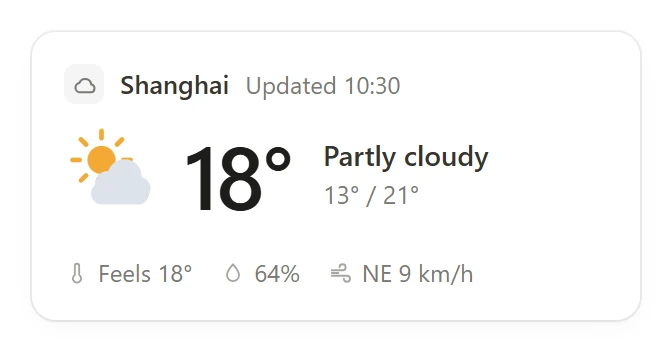 Shanghai Updated 10:30
18°
Partly cloudy
13° / 21°
Feels 18° 64% NE 9 km/h